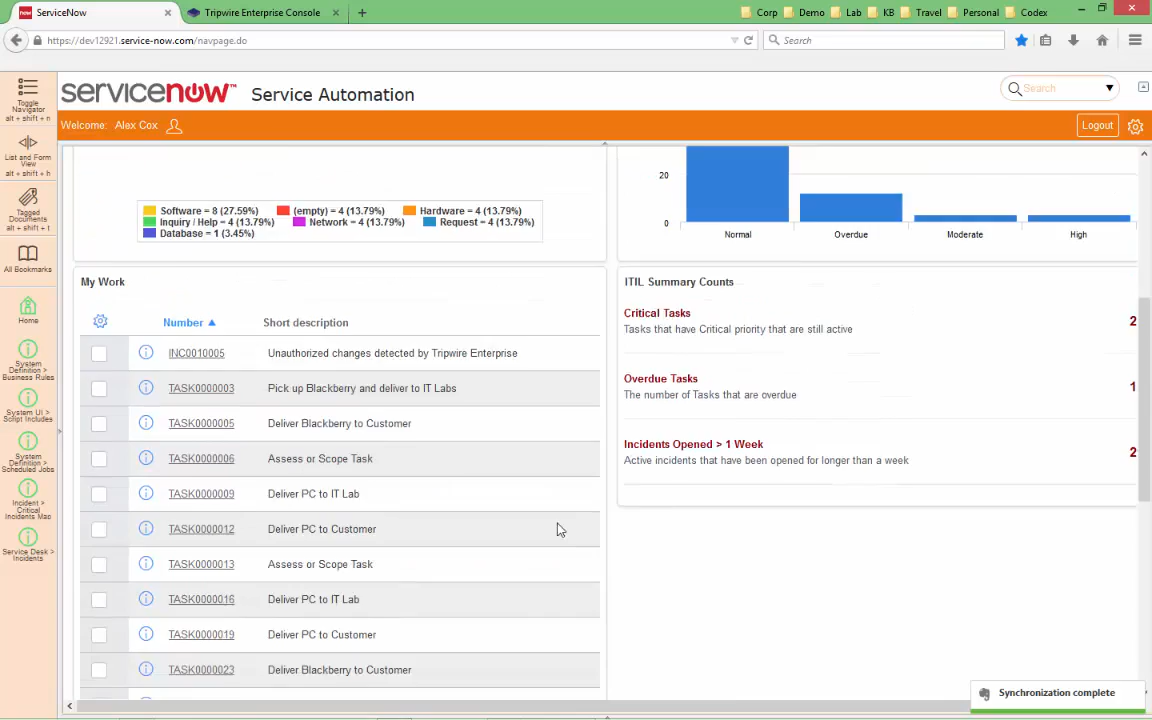 ServiceNow
Tripwire Enterprise Console
Corp
Demo
Lab
KB
Travel
Personal
Codex
https://dev12921.service-now.com/navpage.do
Search
Toggle
Navigator
alt + shift + n
List and Form
View
alt + shift + h
Tagged
Documents
alt + shift + t
All Bookmarks
Home
System
Definition >
Business Rules
System UI >
Script Includes
System
Definition >
Scheduled Jobs
Incident >
Critical
Incidents Mac
Service Desk >
Incidents
servicenow™
Service Automation
Search
Welcome: Alex Cox
Logout
Software = 8 (27.59%)
(empty) = 4 (13.79%)
Hardware = 4 (13.79%)
Inquiry / Help = 4 (13.79%)
Network = 4 (13.79%)
Request = 4 (13.79%)
Database = 1 (3.45%)
20
0
Normal
Overdue
Moderate
High
My Work
Number
Short description
INC0010005
Unauthorized changes detected by Tripwire Enterprise
TASK0000003
Pick up Blackberry and deliver to IT Labs
TASK0000005
Deliver Blackberry to Customer
TASK0000006
Assess or Scope Task
TASK0000009
Deliver PC to IT Lab
TASK0000012
Deliver PC to Customer
TASK0000013
Assess or Scope Task
TASK0000016
Deliver PC to IT Lab
TASK0000019
Deliver PC to Customer
TASK0000023
Deliver Blackberry to Customer
ITIL Summary Counts
Critical Tasks
2
Tasks that have Critical priority that are still active
Overdue Tasks
1
The number of Tasks that are overdue
Incidents Opened > 1 Week
2
Active incidents that have been opened for longer than a week
Synchronization complete